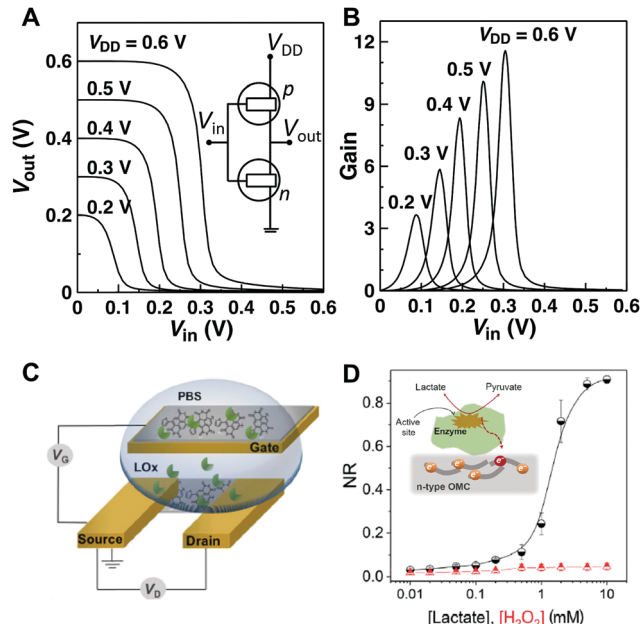 A
V_DD = 0.6 V
0.5 V
0.4 V
0.3 V
0.2 V
V_DD
p
V_in
V_out
n
V_out (V)
0.6
0.5
0.4
0.3
0.2
0.1
0
0 0.1 0.2 0.3 0.4 0.5 0.6
V_in (V)
B
V_DD = 0.6 V
0.5 V
0.4 V
0.3 V
0.2 V
Gain
12
9
6
3
0
0 0.1 0.2 0.3 0.4 0.5 0.6
V_in (V)
C
PBS
Gate
V_G
LOx
Source
Drain
V_D
D
Lactate
Pyruvate
Active
site
Enzyme
e⁻ e⁻ e⁻ e⁻ e⁻
n-type OMC
NR
0.8
0.6
0.4
0.2
0.0
0.01 0.1 1 10
[Lactate], [H₂O₂] (mM)